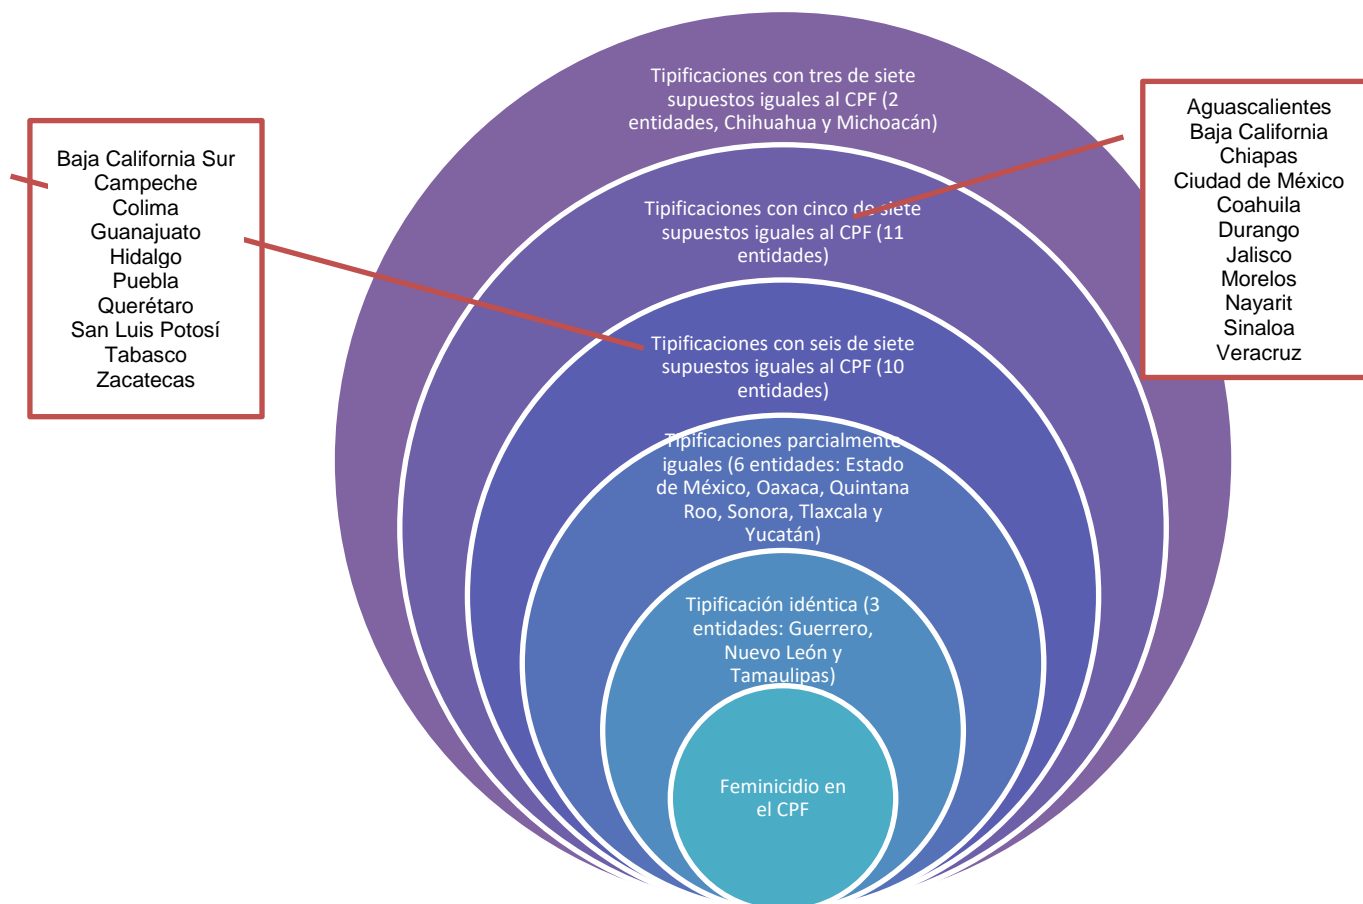 Tipificaciones con tres de siete
supuestos iguales al CPF (2
entidades, Chihuahua y Michoacán)
Baja California Sur
Campeche
Colima
Guanajuato
Hidalgo
Puebla
Querétaro
San Luis Potosí
Tabasco
Zacatecas
Aguascalientes
Baja California
Chiapas
Ciudad de México
Coahuila
Durango
Jalisco
Morelos
Nayarit
Sinaloa
Veracruz
Tipificaciones con cinco de siete
supuestos iguales al CPF (11
entidades)
Tipificaciones con seis de siete
supuestos iguales al CPF (10
entidades)
Tipificaciones parcialmente
iguales (6 entidades: Estado
de México, Oaxaca, Quintana
Roo, Sonora, Tlaxcala y
Yucatán)
Tipificación idéntica (3
entidades: Guerrero,
Nuevo León y
Tamaulipas)
Feminicidio en
el CPF